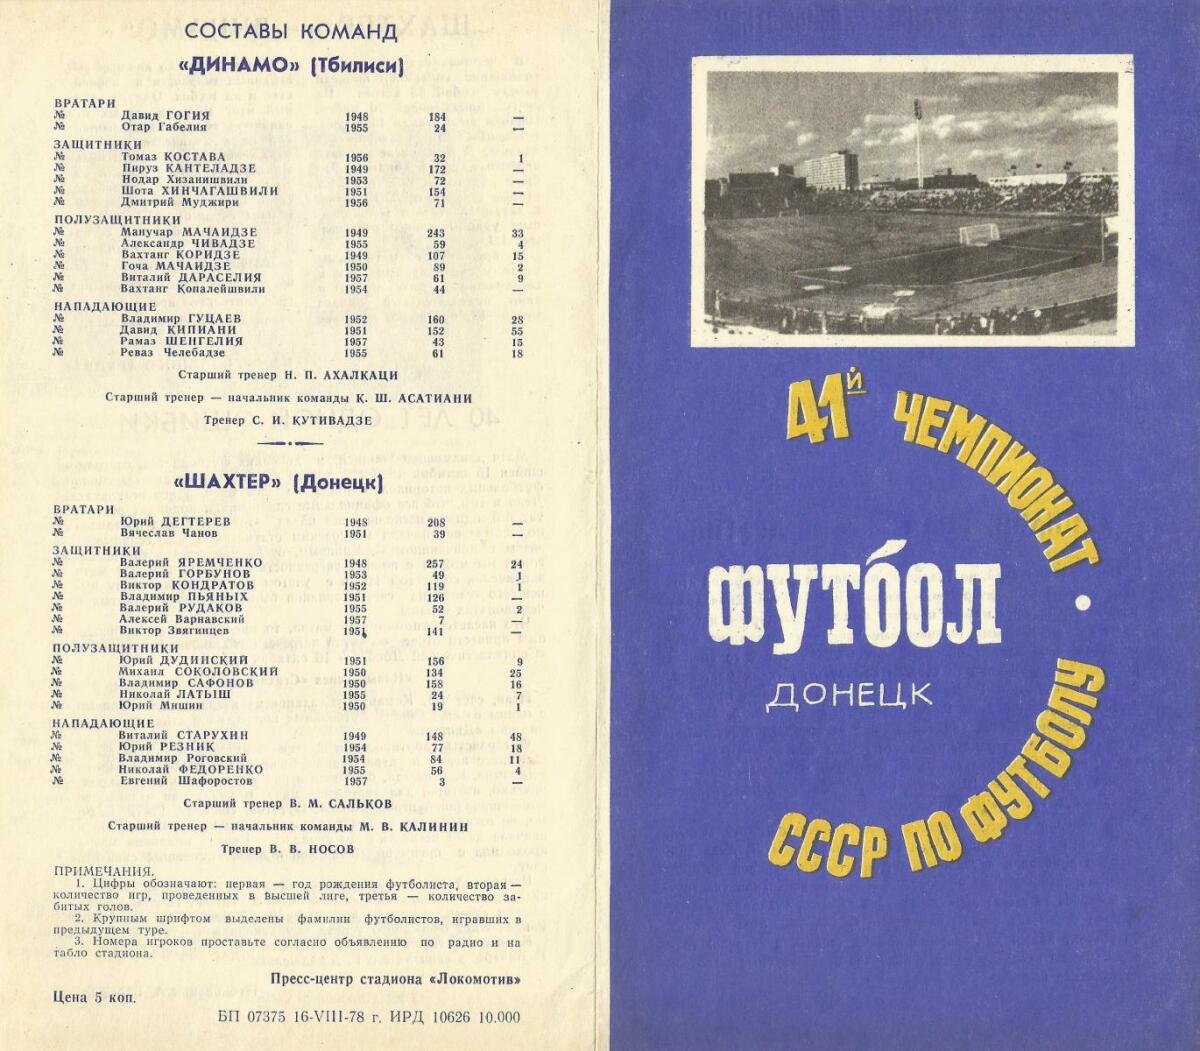 СОСТАВЫ КОМАНД
«ДИНАМО» (Тбилиси)
ВРАТАРИ
№ Давид ГОГИЯ 1948 184 —
№ Отар Габелия 1955 24 —
ЗАЩИТНИКИ
№ Томаз КОСТАВА 1956 32 1
№ Пируз КАНТЕЛАДЗЕ 1949 172 —
№ Нодар Хизанишвили 1953 72 —
№ Шота ХИНЧАГАШВИЛИ 1951 154 —
№ Дмитрий Муджири 1956 71 —
ПОЛУЗАЩИТНИКИ
№ Манучар МАЧАИДЗЕ 1949 243 33
№ Александр ЧИВАДЗЕ 1955 59 4
№ Вахтанг КОРИДЗЕ 1949 107 15
№ Гоча МАЧАИДЗЕ 1950 89 2
№ Виталий ДАРАСЕЛИЯ 1957 61 9
№ Вахтанг Копалейшвили 1954 44 —
НАПАДАЮЩИЕ
№ Владимир ГУЦАЕВ 1952 160 28
№ Давид КИПИАНИ 1951 152 55
№ Рамаз ШЕНГЕЛИЯ 1957 43 15
№ Реваз Челебадзе 1955 61 18
Старший тренер Н. П. АХАЛКАЦИ
Старший тренер — начальник команды К. Ш. АСАТИАНИ
Тренер С. И. КУТИВАДЗЕ
«ШАХТЕР» (Донецк)
ВРАТАРИ
№ Юрий ДЕГТЕРЕВ 1948 208 —
№ Вячеслав Чанов 1951 39 —
ЗАЩИТНИКИ
№ Валерий ЯРЕМЧЕНКО 1948 257 24
№ Валерий ГОРБУНОВ 1953 49 1
№ Виктор КОНДРАТОВ 1952 119 1
№ Владимир ПЬЯНЫХ 1951 126 —
№ Валерий РУДАКОВ 1955 52 2
№ Алексей Варнавский 1957 7 —
№ Виктор Звягинцев 1951 141 —
ПОЛУЗАЩИТНИКИ
№ Юрий ДУДИНСКИЙ 1951 156 9
№ Михаил СОКОЛОВСКИЙ 1950 134 25
№ Владимир САФОНОВ 1950 158 16
№ Николай ЛАТЫШ 1955 24 7
№ Юрий Мишин 1950 19 1
НАПАДАЮЩИЕ
№ Виталий СТАРУХИН 1949 148 48
№ Юрий РЕЗНИК 1954 77 18
№ Владимир Роговский 1954 84 11
№ Николай ФЕДОРЕНКО 1955 56 4
№ Евгений Шафоростов 1957 3 —
Старший тренер В. М. САЛЬКОВ
Старший тренер — начальник команды М. В. КАЛИНИН
Тренер В. В. НОСОВ
ПРИМЕЧАНИЯ.
1. Цифры обозначают: первая — год рождения футболиста, вторая —
количество игр, проведенных в высшей лиге, третья — количество за-
битых голов.
2. Крупным шрифтом выделены фамилии футболистов, игравших в
предыдущем туре.
3. Номера игроков проставьте согласно объявлению по радио и на
табло стадиона.
Пресс-центр стадиона «Локомотив»
Цена 5 коп.
БП 07375 16-VIII-78 г. ИРД 10626 10.000
41й ЧЕМПИОНАТ •
СССР ПО ФУТБОЛУ
ФУТБОЛ
ДОНЕЦК